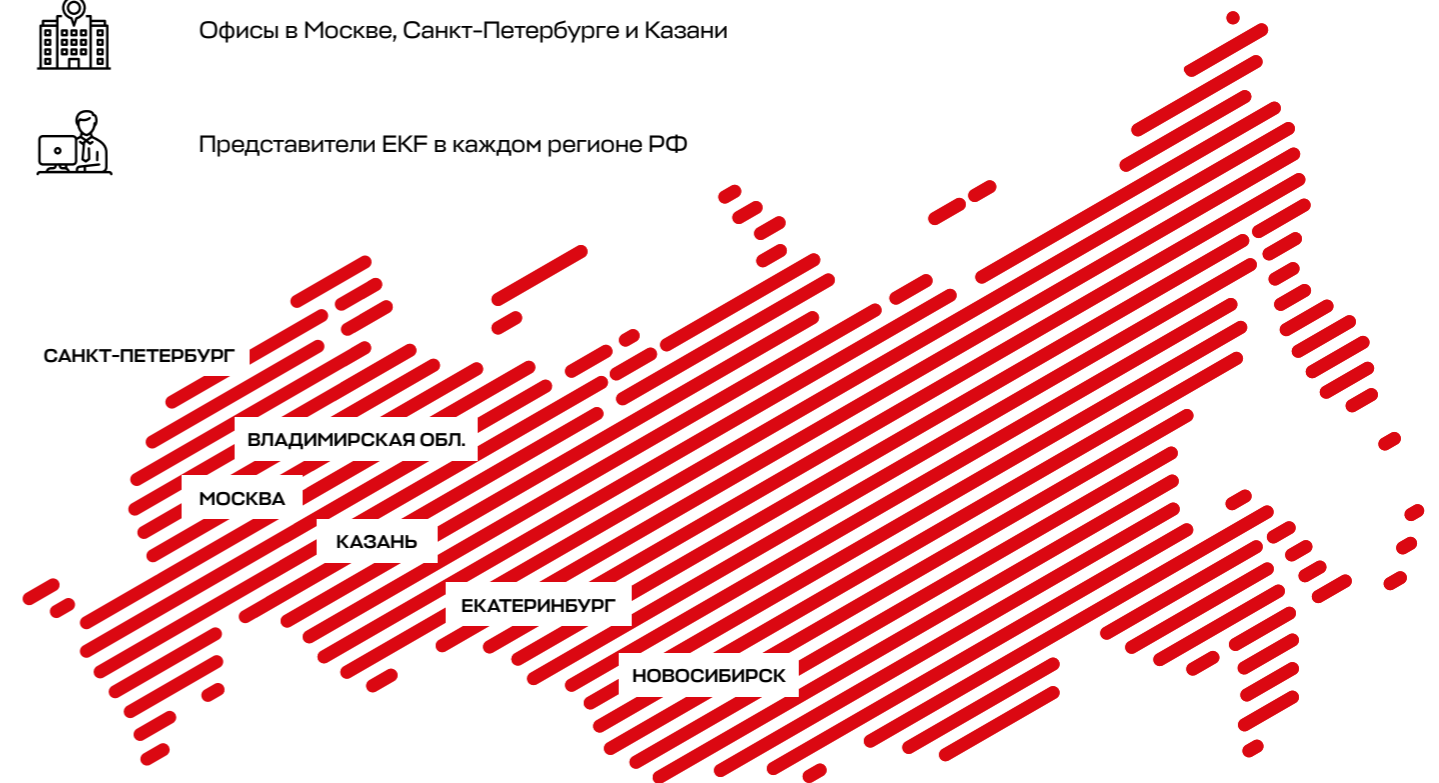 Офисы в Москве, Санкт-Петербурге и Казани
Представители EKF в каждом регионе РФ
САНКТ-ПЕТЕРБУРГ
ВЛАДИМИРСКАЯ ОБЛ.
МОСКВА
КАЗАНЬ
ЕКАТЕРИНБУРГ
НОВОСИБИРСК